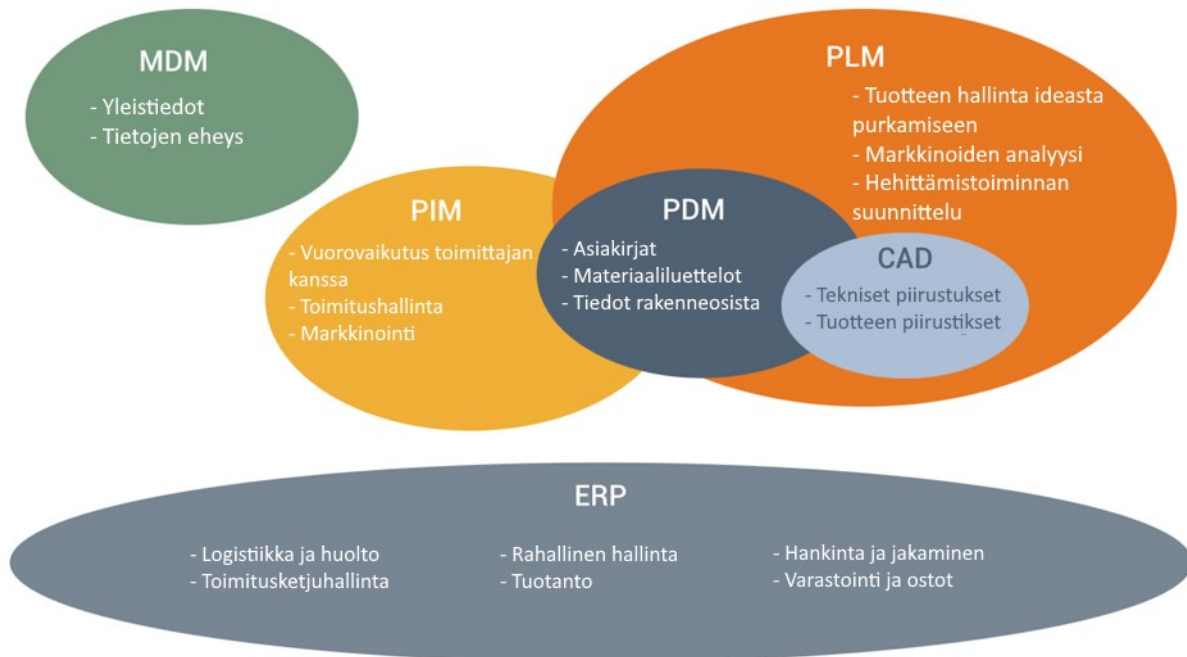 MDM
- Yleistiedot
- Tietojen eheys
PLM
- Tuotteen hallinta ideasta
purkamiseen
- Markkinoiden analyysi
- Hehittämistoiminnan
suunnittelu
PIM
- Vuorovaikutus toimittajan
kanssa
- Toimitushallinta
- Markkinointi
PDM
- Asiakirjat
- Materiaaliluettelot
- Tiedot rakenneosista
CAD
- Tekniset piirustukset
- Tuotteen piirustikset
ERP
- Logistiikka ja huolto
- Toimitusketjuhallinta
- Rahallinen hallinta
- Tuotanto
- Hankinta ja jakaminen
- Varastointi ja ostot